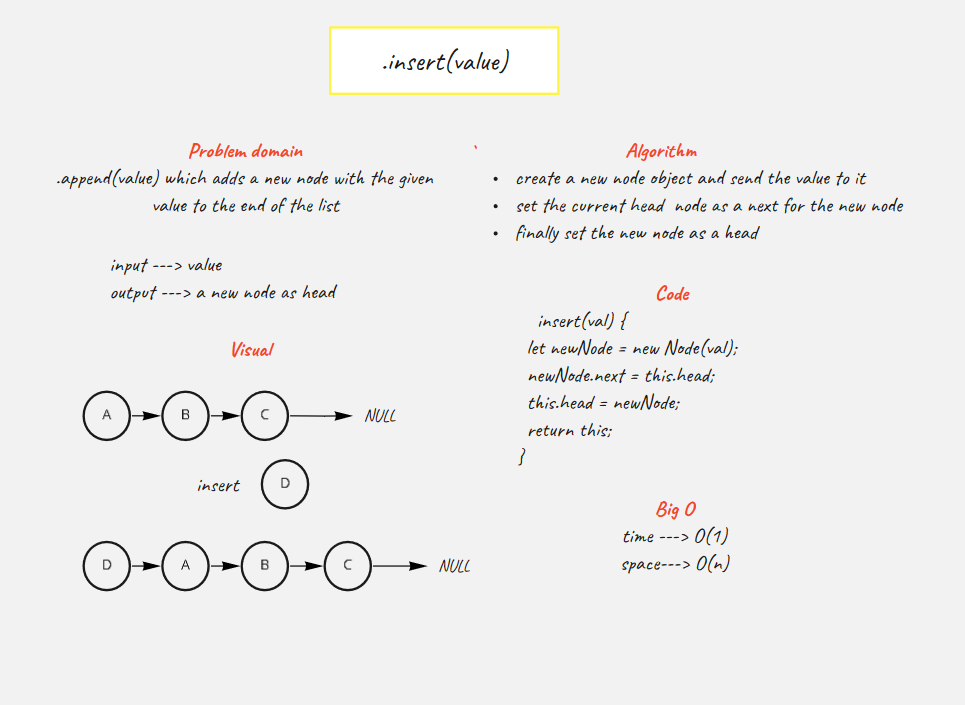 .insert(value)
Problem domain
.append(value) which adds a new node with the given
value to the end of the list
input ---> value
output ---> a new node as head
Visual
A
B
C
NULL
insert
D
D
A
B
C
NULL
`
Algorithm
• create a new node object and send the value to it
• set the current head node as a next for the new node
• finally set the new node as a head
Code
insert(val) {
let newNode = new Node(val);
newNode.next = this.head;
this.head = newNode;
return this;
}
Big O
time ---> O(1)
space---> O(n)